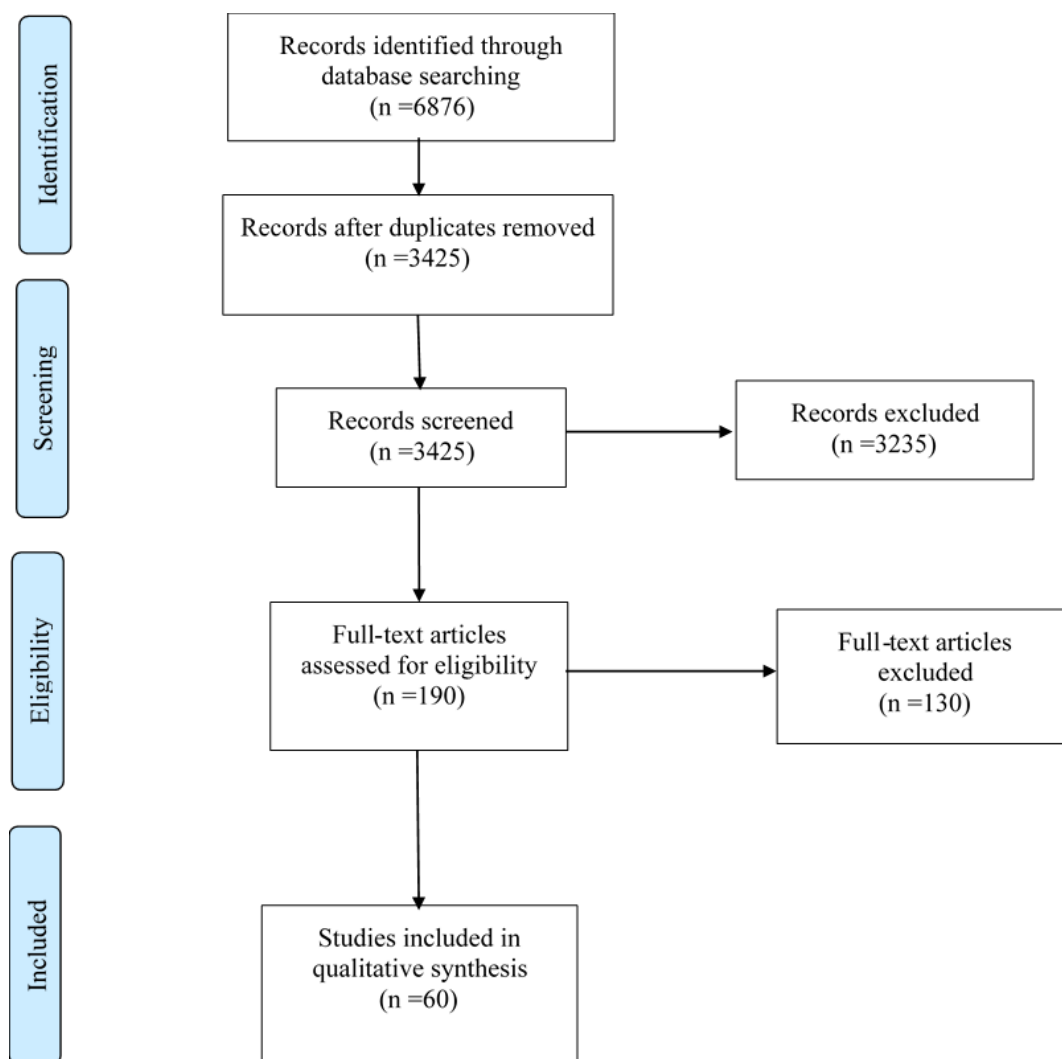 Identification
Records identified through
database searching
(n =6876)
Records after duplicates removed
(n =3425)
Screening
Records screened
(n =3425)
Records excluded
(n =3235)
Eligibility
Full-text articles
assessed for eligibility
(n =190)
Full-text articles
excluded
(n =130)
Included
Studies included in
qualitative synthesis
(n =60)